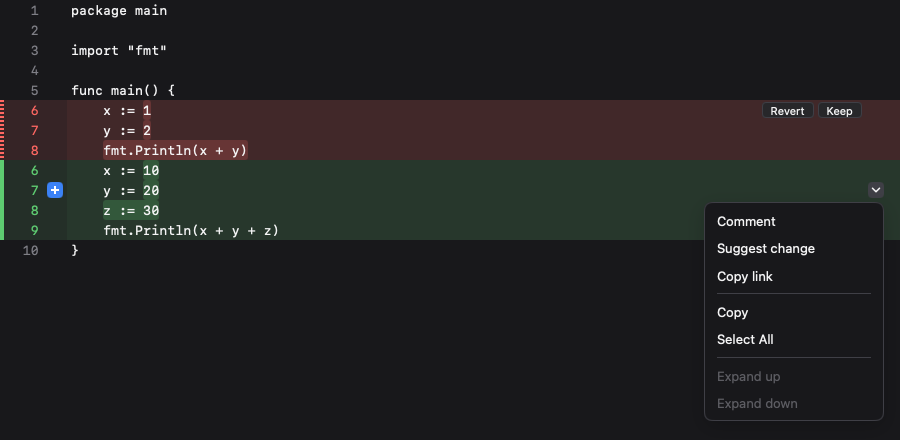 1 package main
2
3 import "fmt"
4
5 func main() {
6 x := 1 Revert Keep
7 y := 2
8 fmt.Println(x + y)
6 x := 10
7 + y := 20
8 z := 30
9 fmt.Println(x + y + z)
10 }
Comment
Suggest change
Copy link
Copy
Select All
Expand up
Expand down